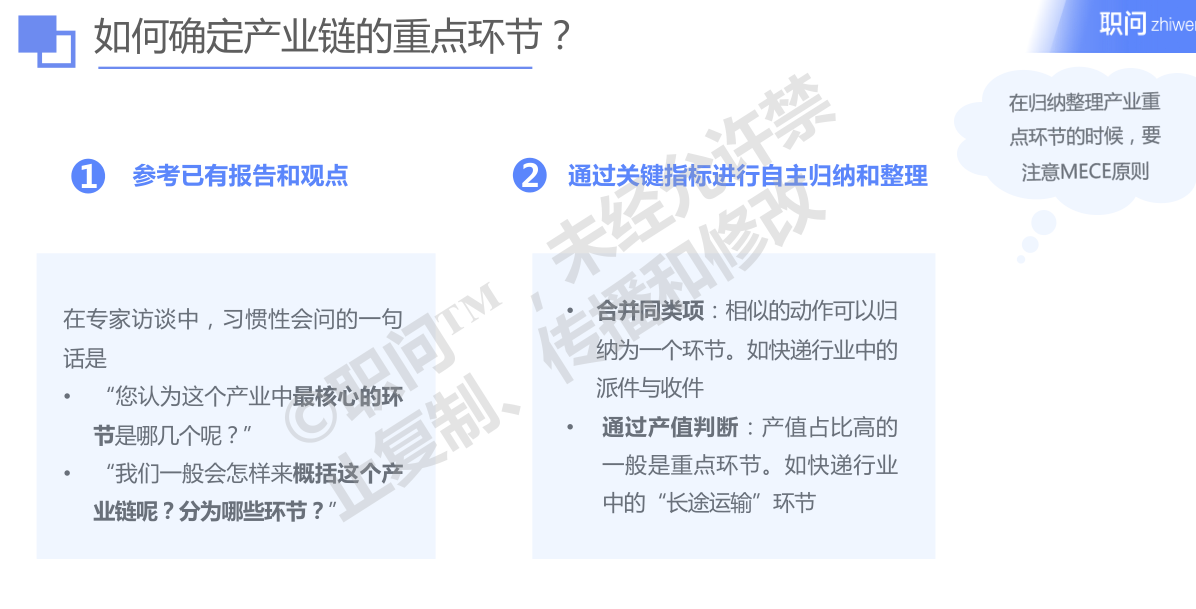 如何确定产业链的重点环节？
职问 zhiwen
在归纳整理产业重
点环节的时候，要
注意MECE原则
1 参考已有报告和观点
在专家访谈中，习惯性会问的一句
话是
• “您认为这个产业中最核心的环
节是哪几个呢？”
• “我们一般会怎样来概括这个产
业链呢？分为哪些环节？”
2 通过关键指标进行自主归纳和整理
• 合并同类项：相似的动作可以归
纳为一个环节。如快递行业中的
派件与收件
• 通过产值判断：产值占比高的
一般是重点环节。如快递行业
中的“长途运输”环节
©职问™，未经允许禁
止复制、传播和修改